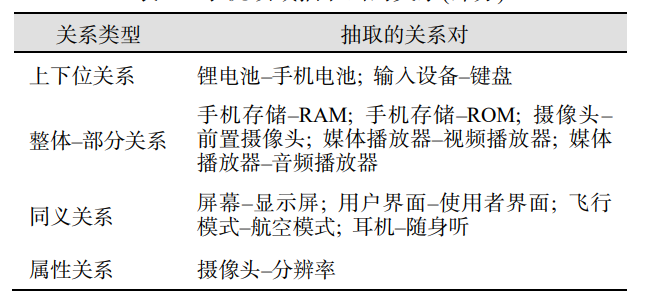 关系类型 抽取的关系对
上下位关系 锂电池–手机电池; 输入设备–键盘
手机存储–RAM; 手机存储–ROM; 摄像头–
整体–部分关系 前置摄像头; 媒体播放器–视频播放器; 媒体
播放器–音频播放器
同义关系 屏幕–显示屏; 用户界面–使用者界面; 飞行
模式–航空模式; 耳机–随身听
属性关系 摄像头–分辨率